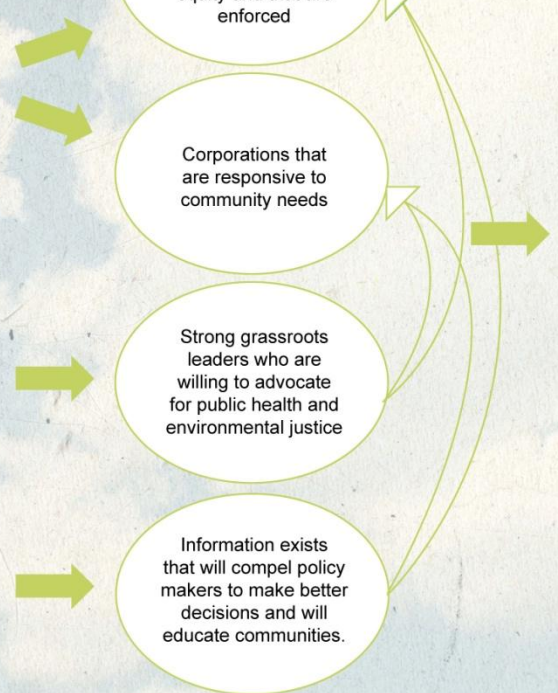 enforced
Corporations that
are responsive to
community needs
Strong grassroots
leaders who are
willing to advocate
for public health and
environmental justice
Information exists
that will compel policy
makers to make better
decisions and will
educate communities.